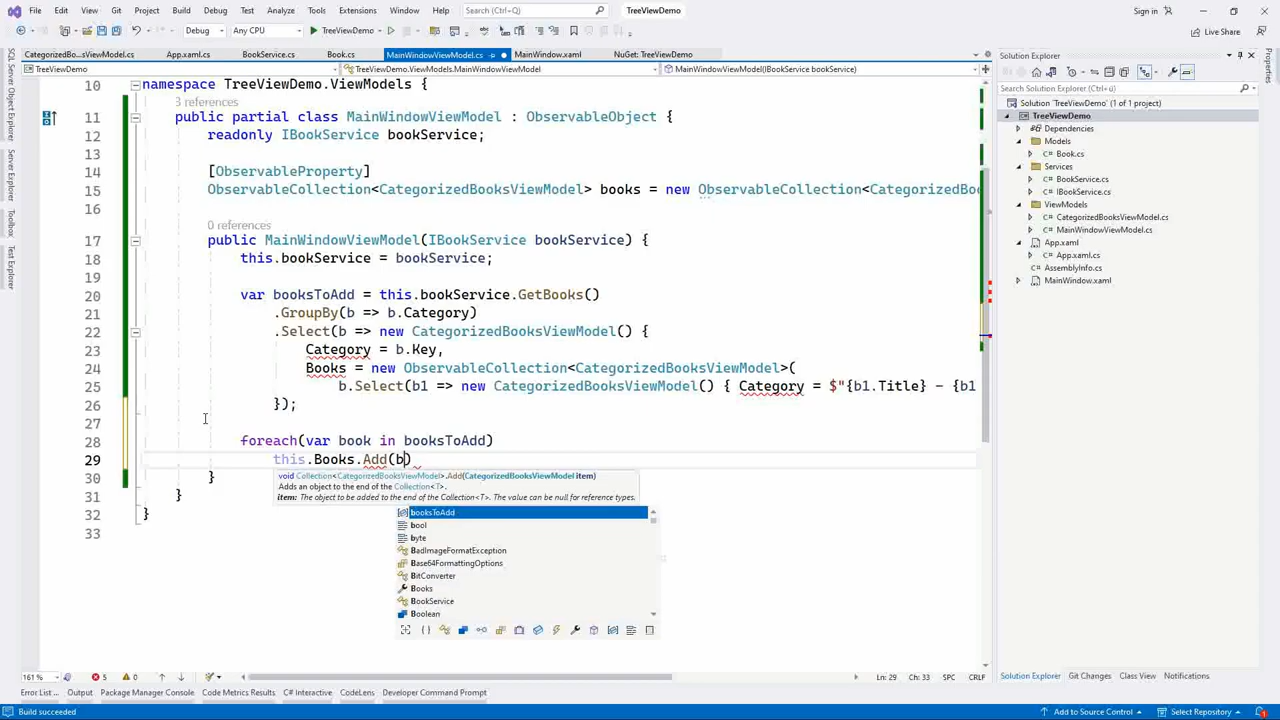 File Edit View Git Project Build Debug Test Analyze Tools Extensions Window Help Search (Ctrl+Q) TreeViewDemo Sign in
Debug Any CPU TreeViewDemo Live Share
CategorizedBo...sViewModel.cs App.xaml.cs BookService.cs Book.cs MainWindowViewModel.cs MainWindow.xaml NuGet: TreeViewDemo
TreeViewDemo TreeViewDemo.ViewModels.MainWindowViewModel MainWindowViewModel(IBookService bookService)
10 namespace TreeViewDemo.ViewModels {
3 references
11 public partial class MainWindowViewModel : ObservableObject {
12 readonly IBookService bookService;
13
14 [ObservableProperty]
15 ObservableCollection<CategorizedBooksViewModel> books = new ObservableCollection<CategorizedBoo
16
0 references
17 public MainWindowViewModel(IBookService bookService) {
18 this.bookService = bookService;
19
20 var booksToAdd = this.bookService.GetBooks()
21 .GroupBy(b => b.Category)
22 .Select(b => new CategorizedBooksViewModel() {
23 Category = b.Key,
24 Books = new ObservableCollection<CategorizedBooksViewModel>(
25 b.Select(b1 => new CategorizedBooksViewModel() { Category = $"{b1.Title} - {b1
26 });
27
28 foreach(var book in booksToAdd)
29 this.Books.Add(b)
30 }
31 }
32 }
33
void Collection<CategorizedBooksViewModel>.Add(CategorizedBooksViewModel item)
Adds an object to the end of the Collection<T>.
item: The object to be added to the end of the Collection<T>. The value can be null for reference types.
booksToAdd
bool
byte
BadImageFormatException
Base64FormattingOptions
BitConverter
Books
BookService
Boolean
Solution Explorer
Search Solution Explorer (Ctrl+ü)
Solution 'TreeViewDemo' (1 of 1 project)
TreeViewDemo
Dependencies
Models
Book.cs
Services
BookService.cs
IBookService.cs
ViewModels
CategorizedBooksViewModel.cs
MainWindowViewModel.cs
App.xaml
App.xaml.cs
AssemblyInfo.cs
MainWindow.xaml
SQL Server Object Explorer
Server Explorer
Toolbox
Test Explorer
Properties
161 % 5 0 Ln: 29 Ch: 33 SPC CRLF
Solution Explorer Git Changes Class View Notifications
Error List ... Output Package Manager Console Code Metrics Results C# Interactive CodeLens Developer Command Prompt
Build succeeded Add to Source Control Select Repository 1